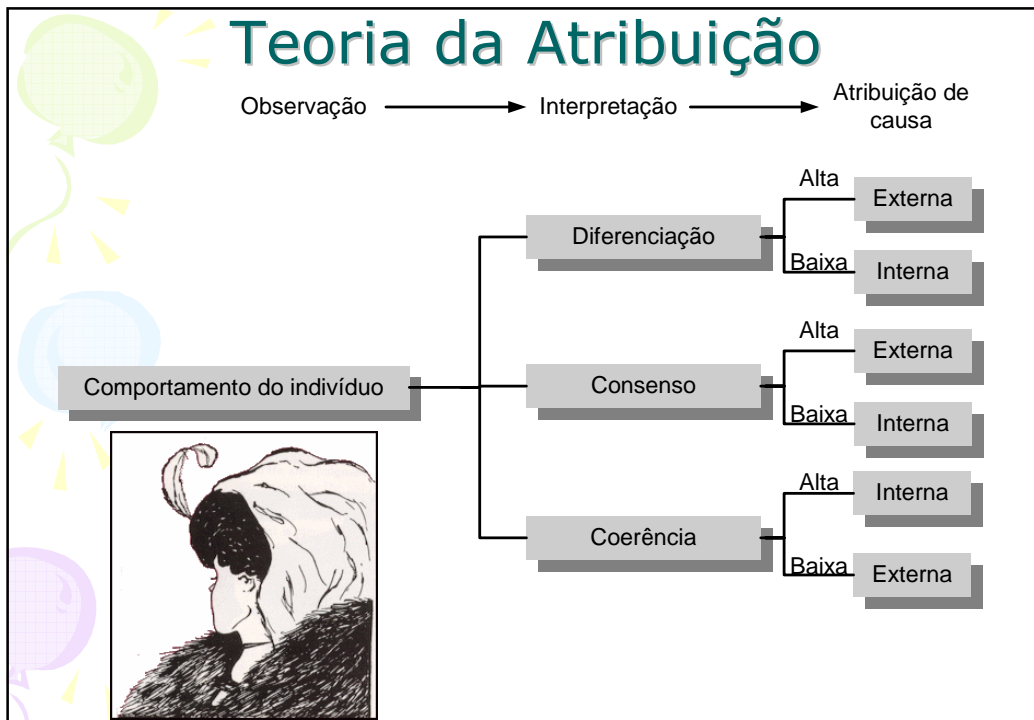 Teoria da Atribuição
Observação
Interpretação
Atribuição de
causa
Comportamento do indivíduo
Diferenciação
Alta
Externa
Baixa
Interna
Consenso
Alta
Externa
Baixa
Interna
Coerência
Alta
Interna
Baixa
Externa